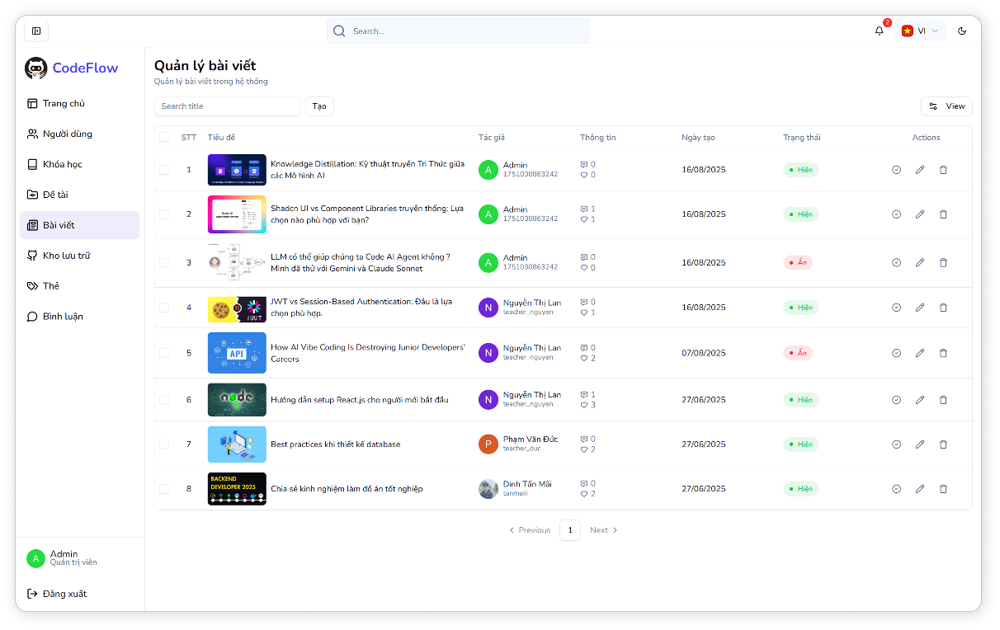 Search...
2
VI
CodeFlow
Trang chủ
Người dùng
Khóa học
Đề tài
Bài viết
Kho lưu trữ
Thẻ
Bình luận
A
Admin
Quản trị viên
Đăng xuất
Quản lý bài viết
Quản lý bài viết trong hệ thống
Search title
Tạo
View
STT Tiêu đề Tác giả Thông tin Ngày tạo Trạng thái Actions
1 Knowledge Distillation: Kỹ thuật truyền Tri Thức giữa các Mô hình AI A Admin 1751030863242 0 0 16/08/2025 Hiện
2 Shadcn UI vs Component Libraries truyền thống: Lựa chọn nào phù hợp với bạn? A Admin 1751030863242 1 1 16/08/2025 Hiện
3 LLM có thể giúp chúng ta Code AI Agent không ? Mình đã thử với Gemini và Claude Sonnet A Admin 1751030863242 0 0 16/08/2025 Ẩn
4 JWT JWT vs Session-Based Authentication: Đâu là lựa chọn phù hợp. N Nguyễn Thị Lan teacher_nguyen 0 1 16/08/2025 Hiện
5 API How AI Vibe Coding Is Destroying Junior Developers' Careers N Nguyễn Thị Lan teacher_nguyen 0 2 07/08/2025 Ẩn
6 node Hướng dẫn setup React.js cho người mới bắt đầu N Nguyễn Thị Lan teacher_nguyen 1 3 27/06/2025 Hiện
7 Best practices khi thiết kế database P Phạm Văn Đức teacher_duc 0 2 27/06/2025 Hiện
8 BACKEND DEVELOPER 2025 Chia sẻ kinh nghiệm làm đồ án tốt nghiệp Đinh Tấn Mãi tanmaiii 0 2 27/06/2025 Hiện
Previous 1 Next